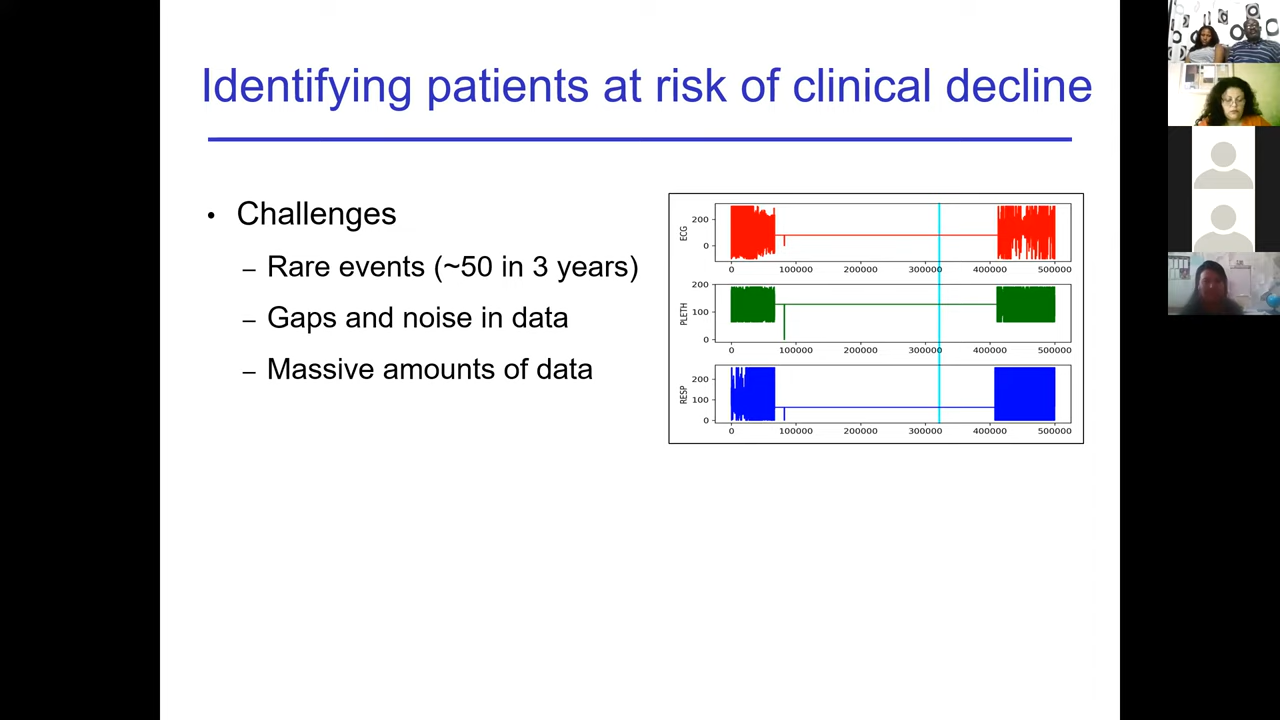 Identifying patients at risk of clinical decline
• Challenges
– Rare events (~50 in 3 years)
– Gaps and noise in data
– Massive amounts of data
ECG
200
0
0 100000 200000 300000 400000 500000
PLETH
200
100
0
0 100000 200000 300000 400000 500000
RESP
200
100
0
0 100000 200000 300000 400000 500000